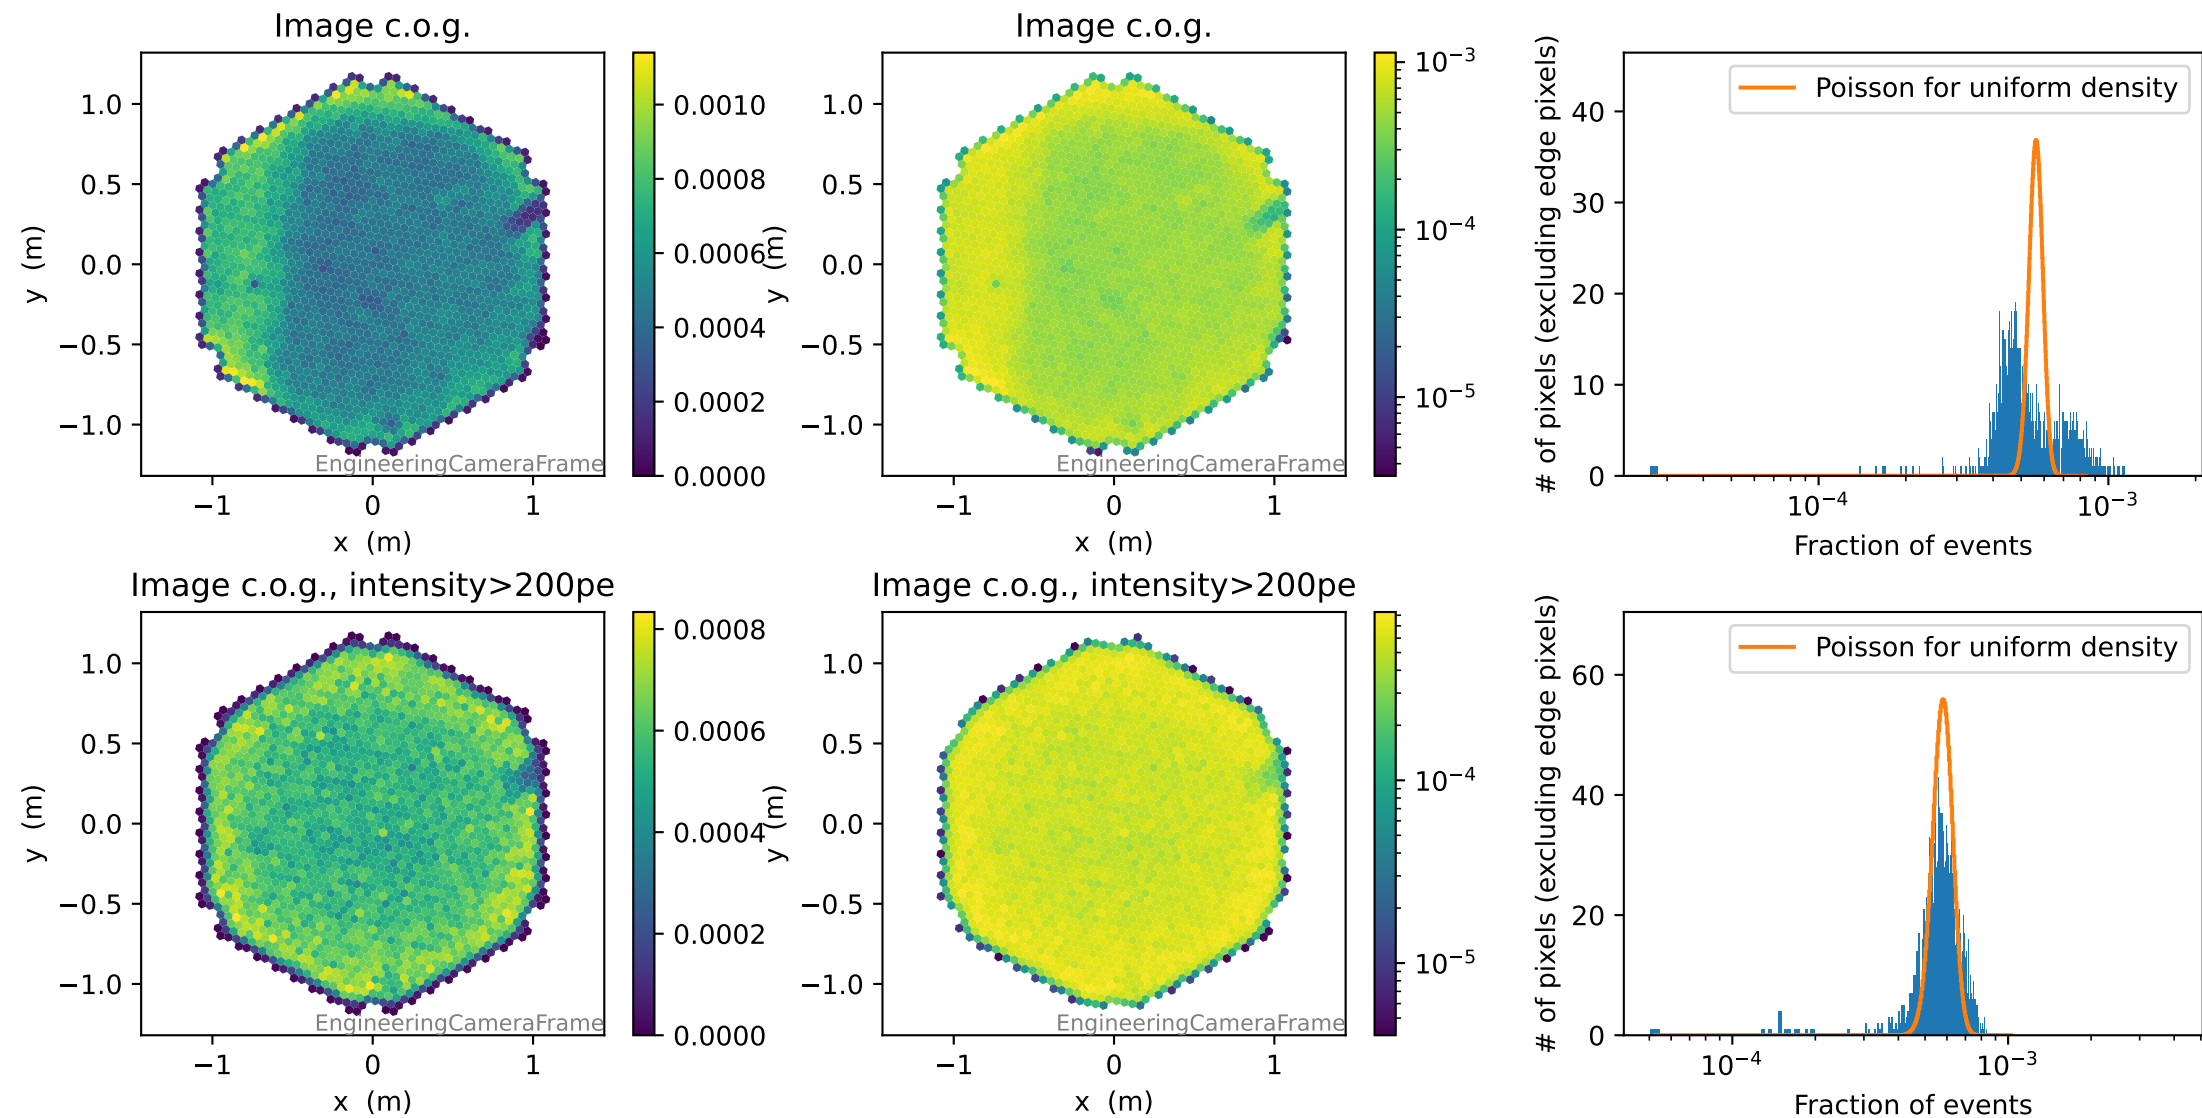 Image c.o.g.
1.0
0.5
0.0
−0.5
−1.0
y (m)
−1
0
1
x (m)
EngineeringCameraFrame
0.0010
0.0008
0.0006
0.0004
0.0002
0.0000
Image c.o.g.
1.0
0.5
0.0
−0.5
−1.0
y (m)
−1
0
1
x (m)
EngineeringCameraFrame
10⁻³
10⁻⁴
10⁻⁵
Poisson for uniform density
40
30
20
10
0
# of pixels (excluding edge pixels)
10⁻⁴
10⁻³
Fraction of events
Image c.o.g., intensity>200pe
1.0
0.5
0.0
−0.5
−1.0
y (m)
−1
0
1
x (m)
EngineeringCameraFrame
0.0008
0.0006
0.0004
0.0002
0.0000
Image c.o.g., intensity>200pe
1.0
0.5
0.0
−0.5
−1.0
y (m)
−1
0
1
x (m)
EngineeringCameraFrame
10⁻⁴
10⁻⁵
Poisson for uniform density
60
40
20
0
# of pixels (excluding edge pixels)
10⁻⁴
10⁻³
Fraction of events